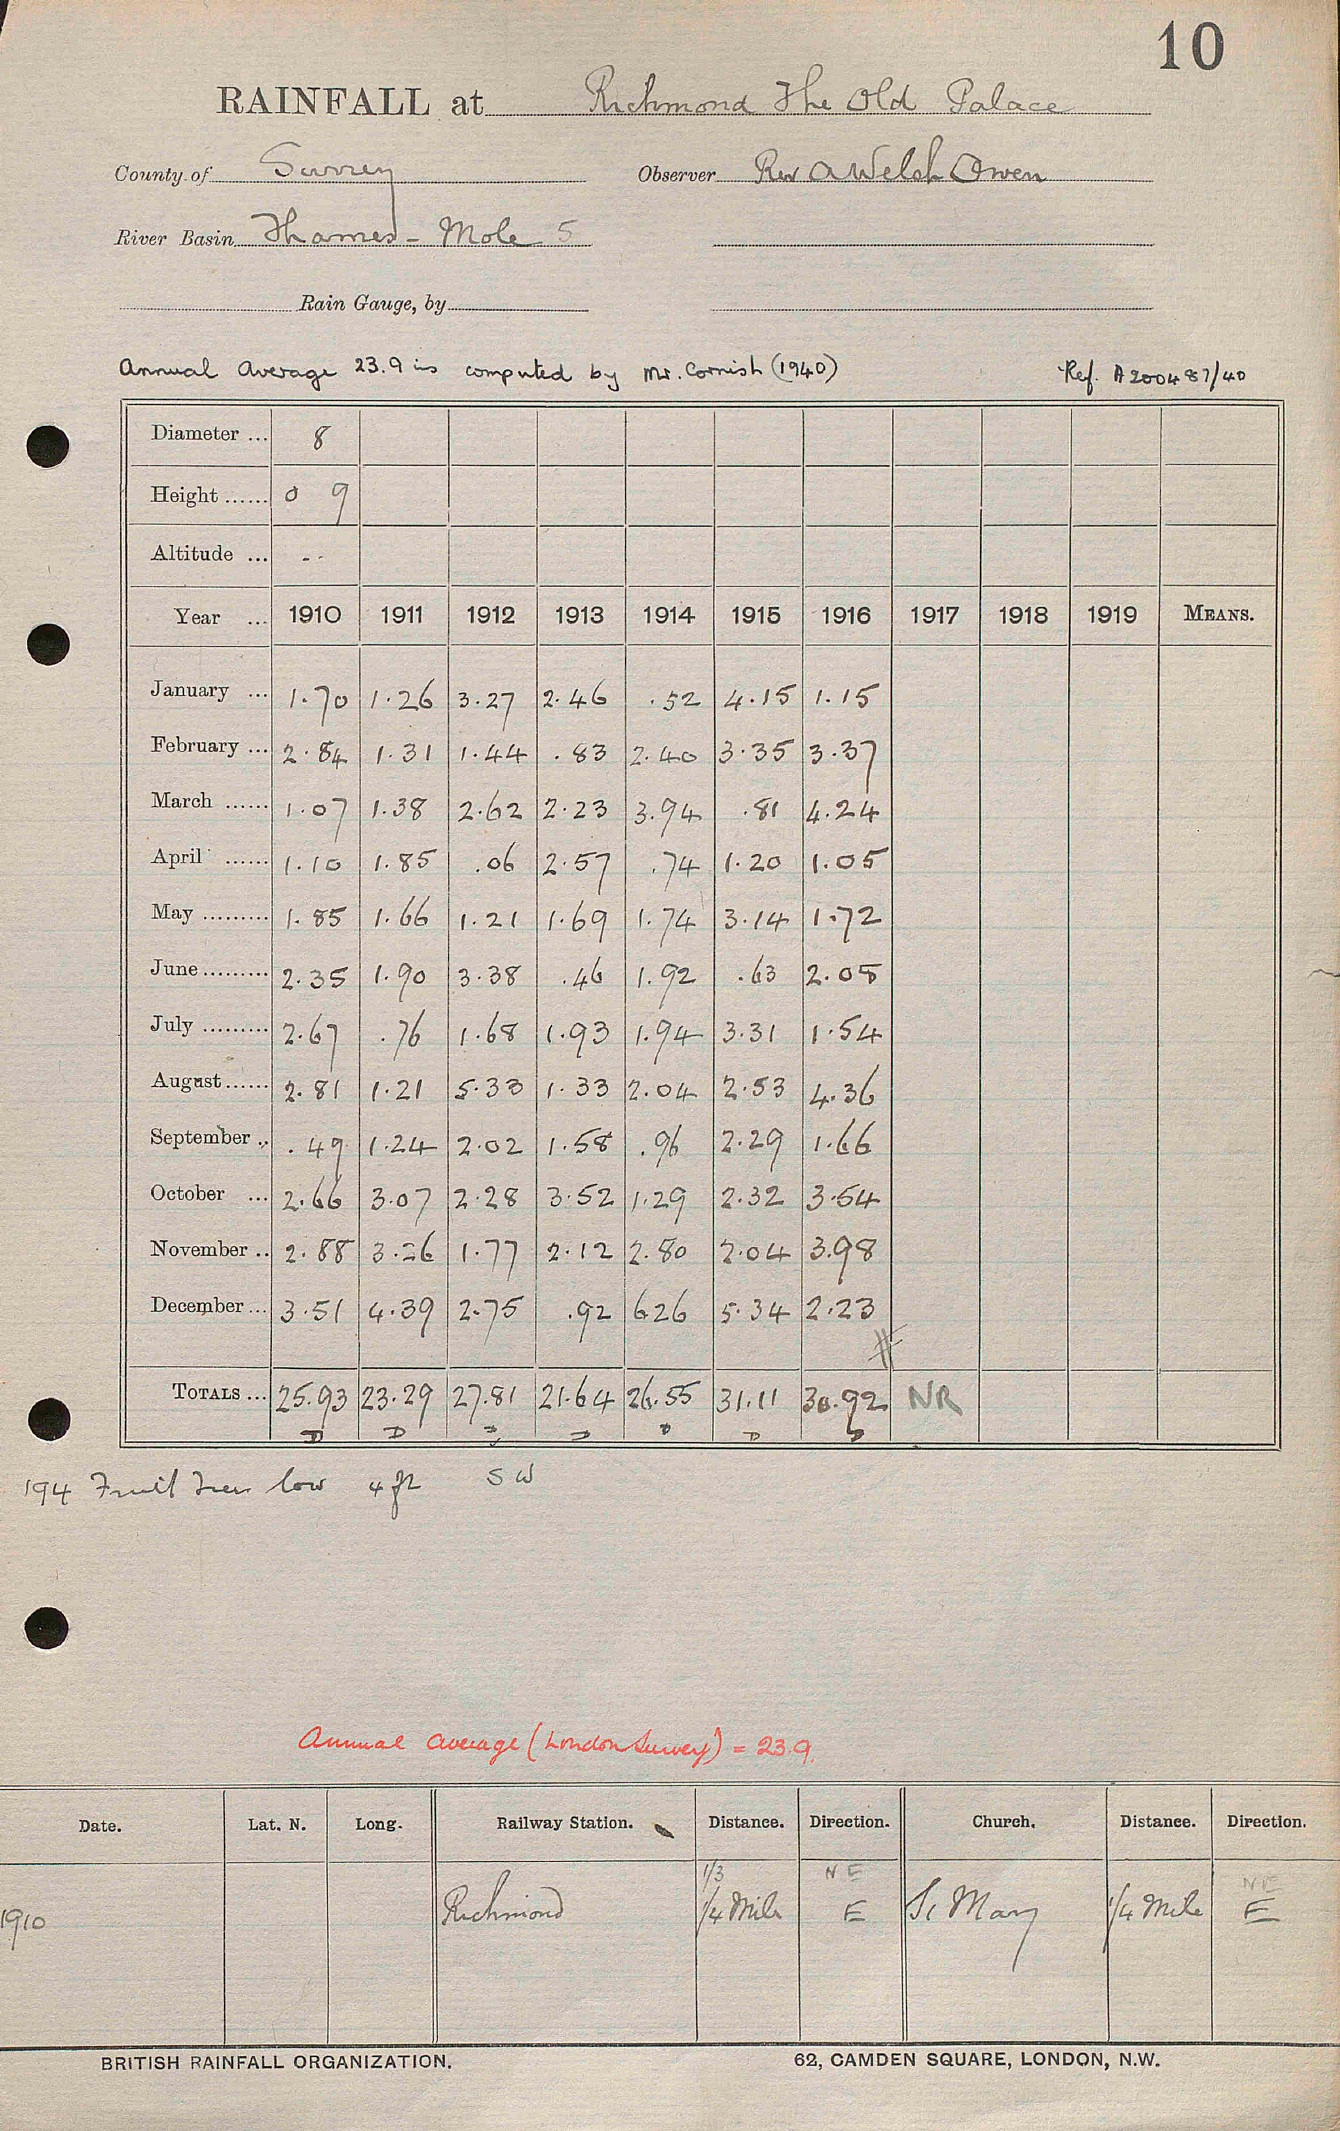 10
RAINFALL at Richmond The Old Palace
County of Surrey Observer Rev A Welsh Owen
River Basin Thames - Mole 5
Rain Gauge, by
Annual Average 23.9 is computed by Mr. Cornish (1940) Ref. A200487/40
Diameter ... 8
Height ...... 0 9
Altitude ... --
Year ... 1910 1911 1912 1913 1914 1915 1916 1917 1918 1919 MEANS.
January ... 1.70 1.26 3.27 2.46 .52 4.15 1.15
February ... 2.84 1.31 1.44 .83 2.40 3.35 3.37
March ...... 1.07 1.38 2.62 2.23 3.94 .81 4.24
April ...... 1.10 1.85 .06 2.57 .74 1.20 1.05
May ......... 1.85 1.66 1.21 1.69 1.74 3.14 1.72
June ......... 2.35 1.90 3.38 .46 1.92 .63 2.08
July ......... 2.67 .76 1.68 1.93 1.94 3.31 1.54
August ...... 2.81 1.21 5.33 1.33 2.04 2.53 4.36
September .. .49 1.24 2.02 1.58 .96 2.29 1.66
October ... 2.66 3.07 2.28 3.52 1.29 2.32 3.54
November .. 2.88 3.26 1.77 2.12 2.80 2.04 3.98
December ... 3.51 4.39 2.75 .92 6.26 5.34 2.23
#
TOTALS ... 25.93 23.29 27.81 21.64 26.55 31.11 30.92 NR
D D D D D D D
194 Fruit Trees low 4 ft SW
Annual average (London Survey) = 23.9.
Date. Lat. N. Long. Railway Station. Distance. Direction. Church. Distance. Direction.
1/3 NE NE
1910 Richmond 1/4 Mile E St Mary 1/4 Mile E
BRITISH RAINFALL ORGANIZATION. 62, CAMDEN SQUARE, LONDON, N.W.